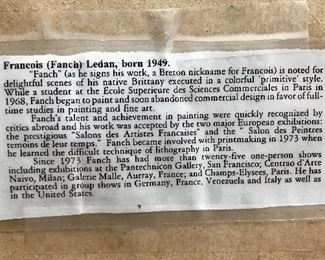 Francois (Fanch) Ledan, born 1949.
"Fanch" (as he signs his work, a Breton nickname for Francois) is noted for
delightful scenes of his native Brittany executed in a colorful 'primitive' style.
While a student at the Ecole Superieure des Sciences Commerciales in Paris in
1968, Fanch began to paint and soon abandoned commercial design in favor of full-
time painting and study in fine arts.
Fanch's talent and achievement in painting were quickly recognized by
critics abroad and his work was accepted by the two major European exhibitions:
the prestigious "Salons des Artistes Francaises" and the "Salon des Peintres
temoins de leur temps." Fanch became involved with printmaking in 1973 when
he learned the difficult technique of lithography in Paris.
Since 1973 Fanch has had more than twenty-five one-person shows
including exhibitions at the Pantechnicon Gallery, San Francisco; Centrao d'Arte
Naivo, Milan; Galerie Malle, Aurray, France; and Champs-Elysees, Paris. He has
participated in group shows in Germany, France, Venezuela and Italy as well as
in the United States.